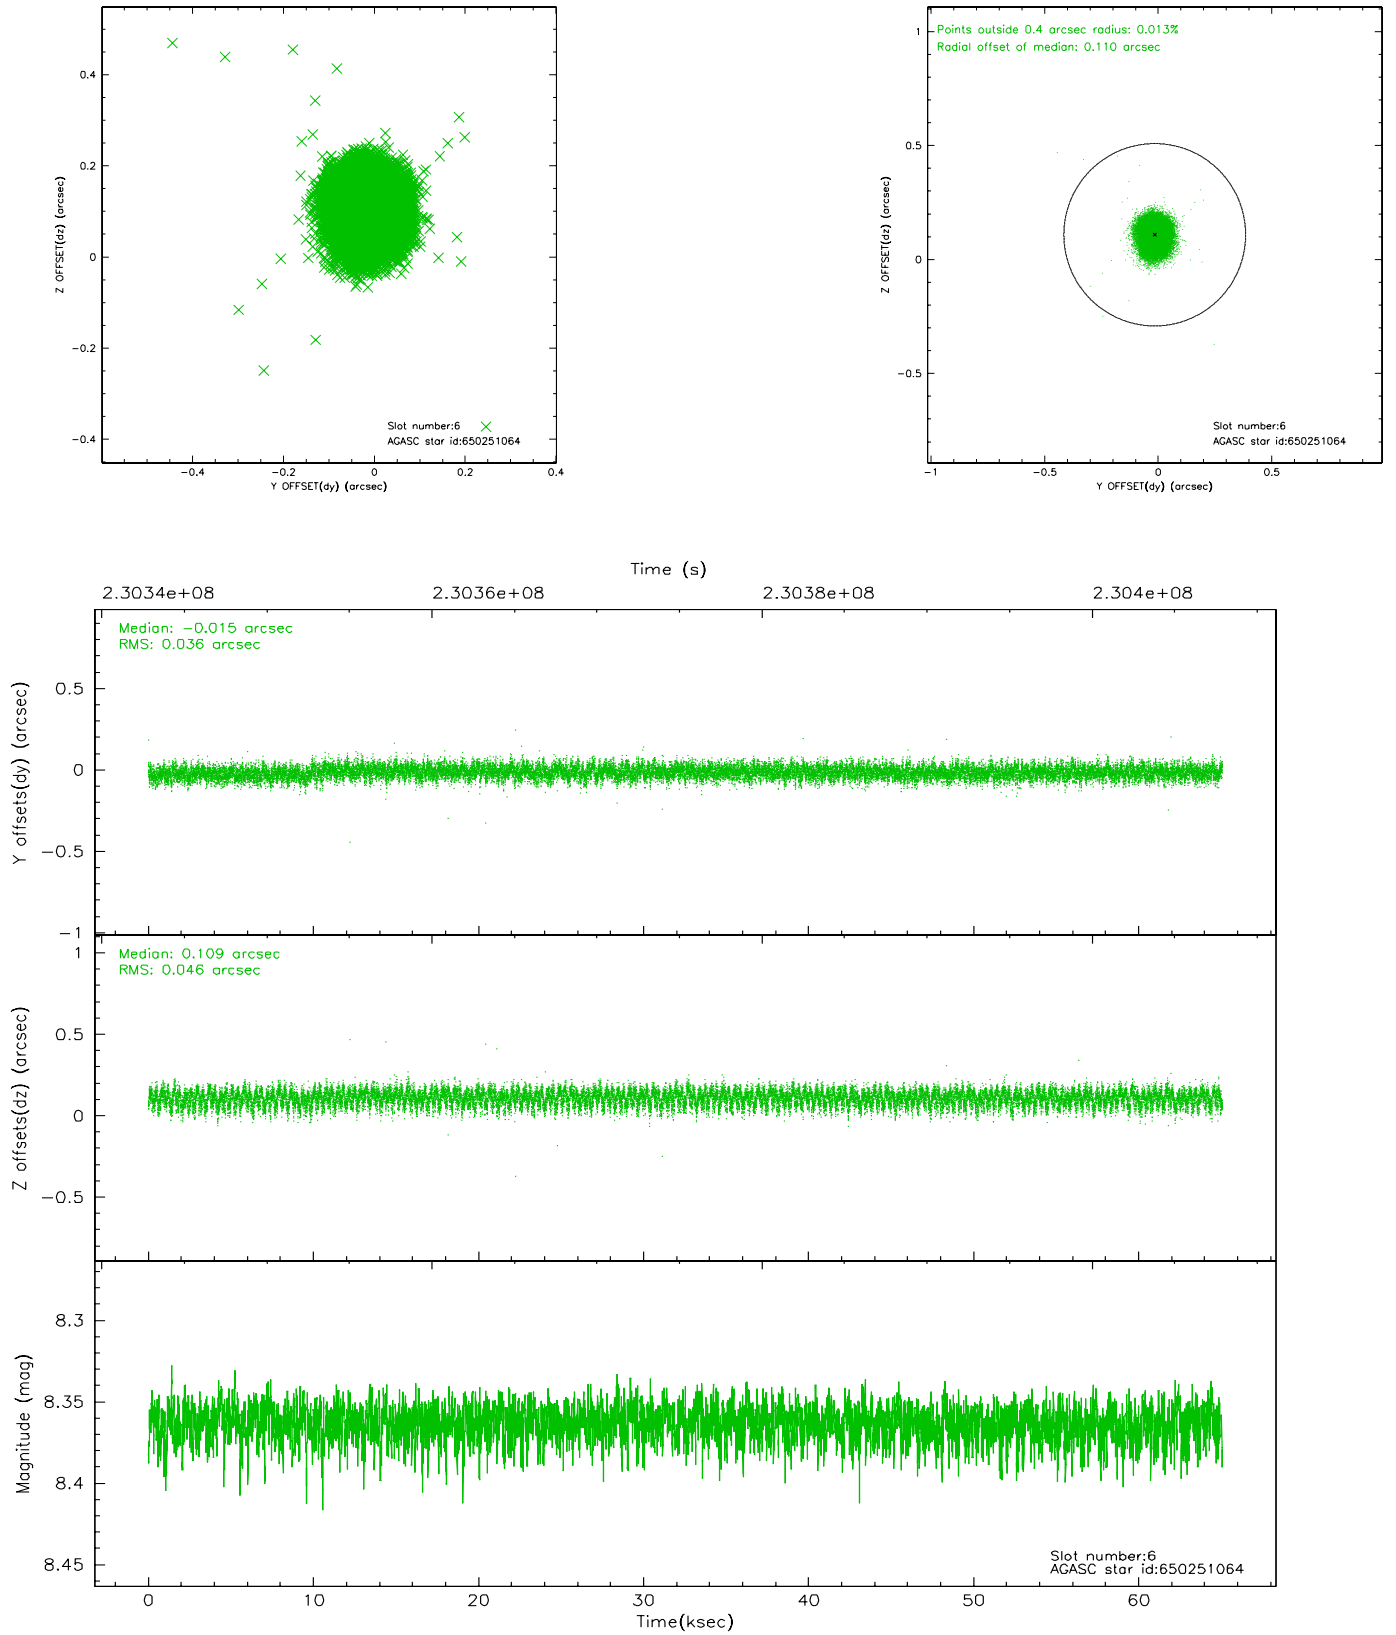 0.4
0.2
0
−0.2
−0.4
Z OFFSET(dz) (arcsec)
−0.4 −0.2 0 0.2 0.4
Y OFFSET(dy) (arcsec)
Slot number:6
AGASC star id:650251064
Points outside 0.4 arcsec radius: 0.013%
Radial offset of median: 0.110 arcsec
1
0.5
0
−0.5
Z OFFSET(dz) (arcsec)
−1 −0.5 0 0.5
Y OFFSET(dy) (arcsec)
Slot number:6
AGASC star id:650251064
Time (s)
2.3034e+08 2.3036e+08 2.3038e+08 2.304e+08
Median: −0.015 arcsec
RMS: 0.036 arcsec
0.5
0
−0.5
−1
Y offsets(dy) (arcsec)
Median: 0.109 arcsec
RMS: 0.046 arcsec
1
0.5
0
−0.5
Z offsets(dz) (arcsec)
8.3
8.35
8.4
8.45
Magnitude (mag)
Slot number:6
AGASC star id:650251064
0 10 20 30 40 50 60
Time(ksec)